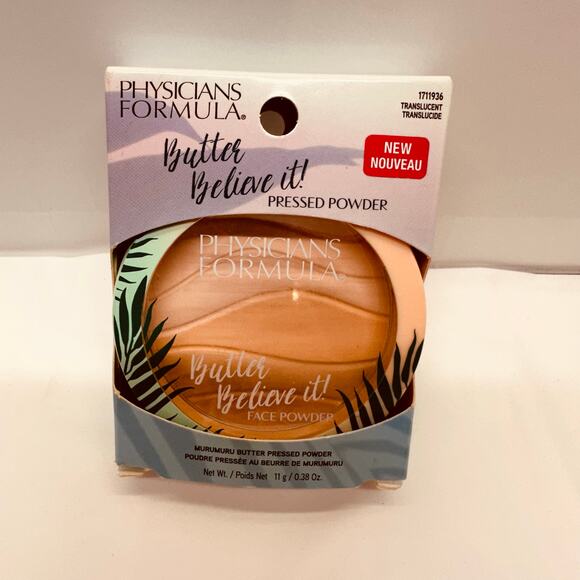 PHYSICIANS
FORMULA®
1711936
TRANSLUCENT
TRANSLUCIDE
Butter
Believe it!
PRESSED POWDER
NEW
NOUVEAU
PHYSICIANS
FORMULA®
Butter
Believe it!
FACE POWDER
MURUMURU BUTTER PRESSED POWDER
POUDRE PRESSÉE AU BEURRE DE MURUMURU
Net Wt. / Poids Net 11 g / 0.38 Oz.